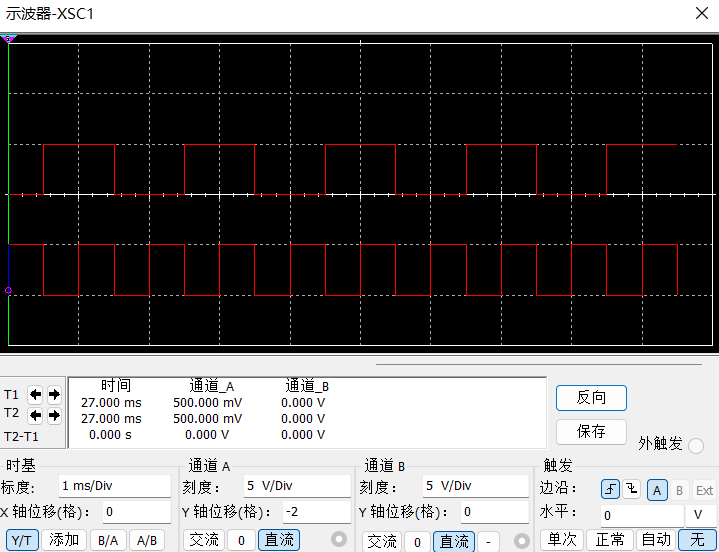 示波器-XSC1
时间 通道_A 通道_B
T1 27.000 ms 500.000 mV 0.000 V
T2 27.000 ms 500.000 mV 0.000 V
T2-T1 0.000 s 0.000 V 0.000 V
反向
保存
外触发
时基 通道 A 通道 B 触发
标度: 1 ms/Div 刻度： 5 V/Div 刻度： 5 V/Div 边沿： A B Ext
X 轴位移(格)： 0 Y 轴位移(格)： -2 Y 轴位移(格)： 0 水平： 0 V
Y/T 添加 B/A A/B 交流 0 直流 交流 0 直流 - 单次 正常 自动 无